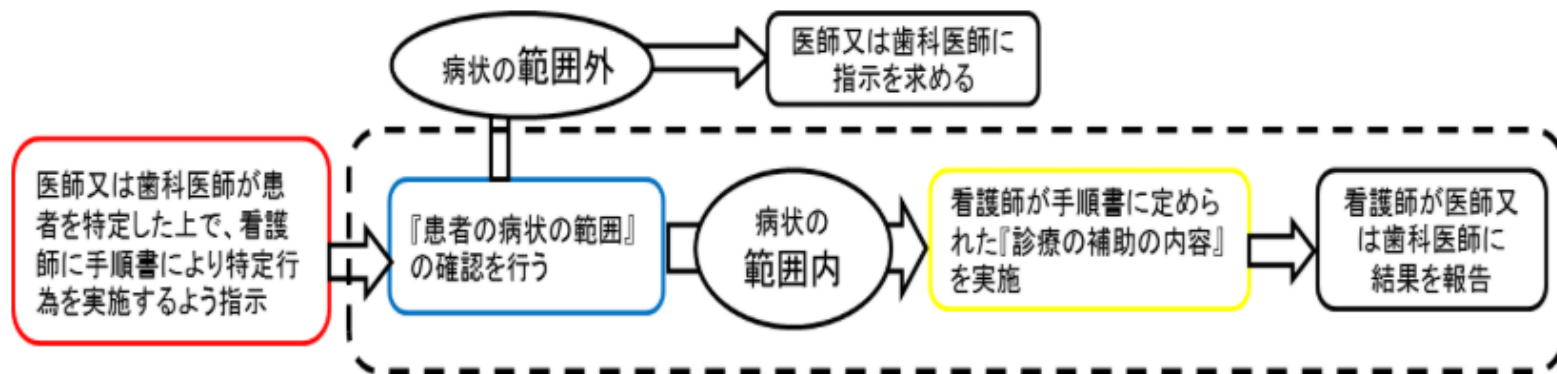 病状の範囲外
医師又は歯科医師に
指示を求める
医師又は歯科医師が患
者を特定した上で、看護
師に手順書により特定行
為を実施するよう指示
『患者の病状の範囲』
の確認を行う
病状の
範囲内
看護師が手順書に定めら
れた『診療の補助の内容』
を実施
看護師が医師又
は歯科医師に
結果を報告